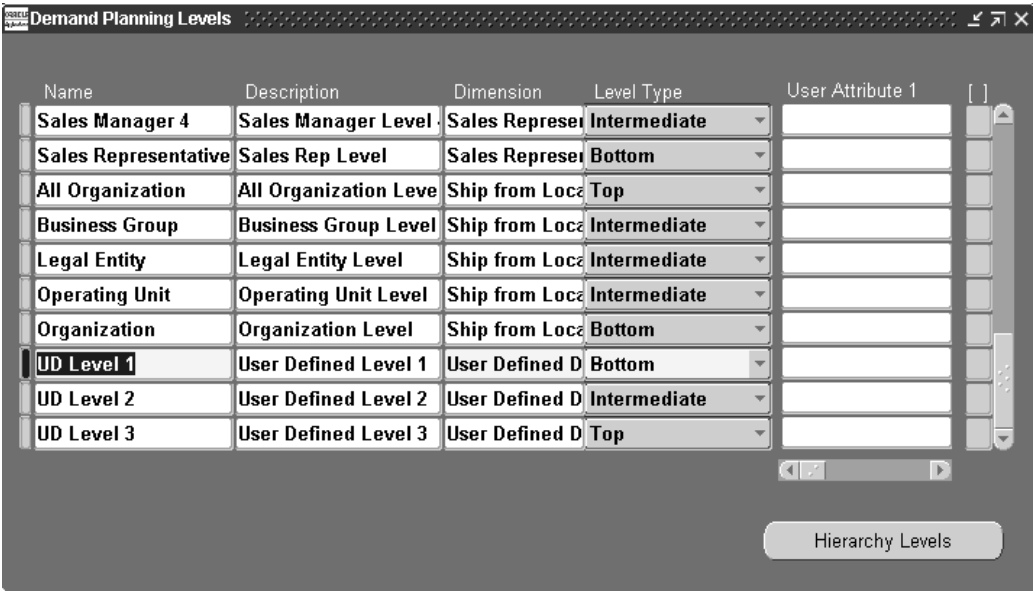 ORACLE Demand Planning Levels
Name Description Dimension Level Type User Attribute 1 [ ]
Sales Manager 4 Sales Manager Level Sales Represe Intermediate
Sales Representative Sales Rep Level Sales Represe Bottom
All Organization All Organization Leve Ship from Loca Top
Business Group Business Group Level Ship from Loca Intermediate
Legal Entity Legal Entity Level Ship from Loca Intermediate
Operating Unit Operating Unit Level Ship from Loca Intermediate
Organization Organization Level Ship from Loca Bottom
UD Level 1 User Defined Level 1 User Defined D Bottom
UD Level 2 User Defined Level 2 User Defined D Intermediate
UD Level 3 User Defined Level 3 User Defined D Top
Hierarchy Levels